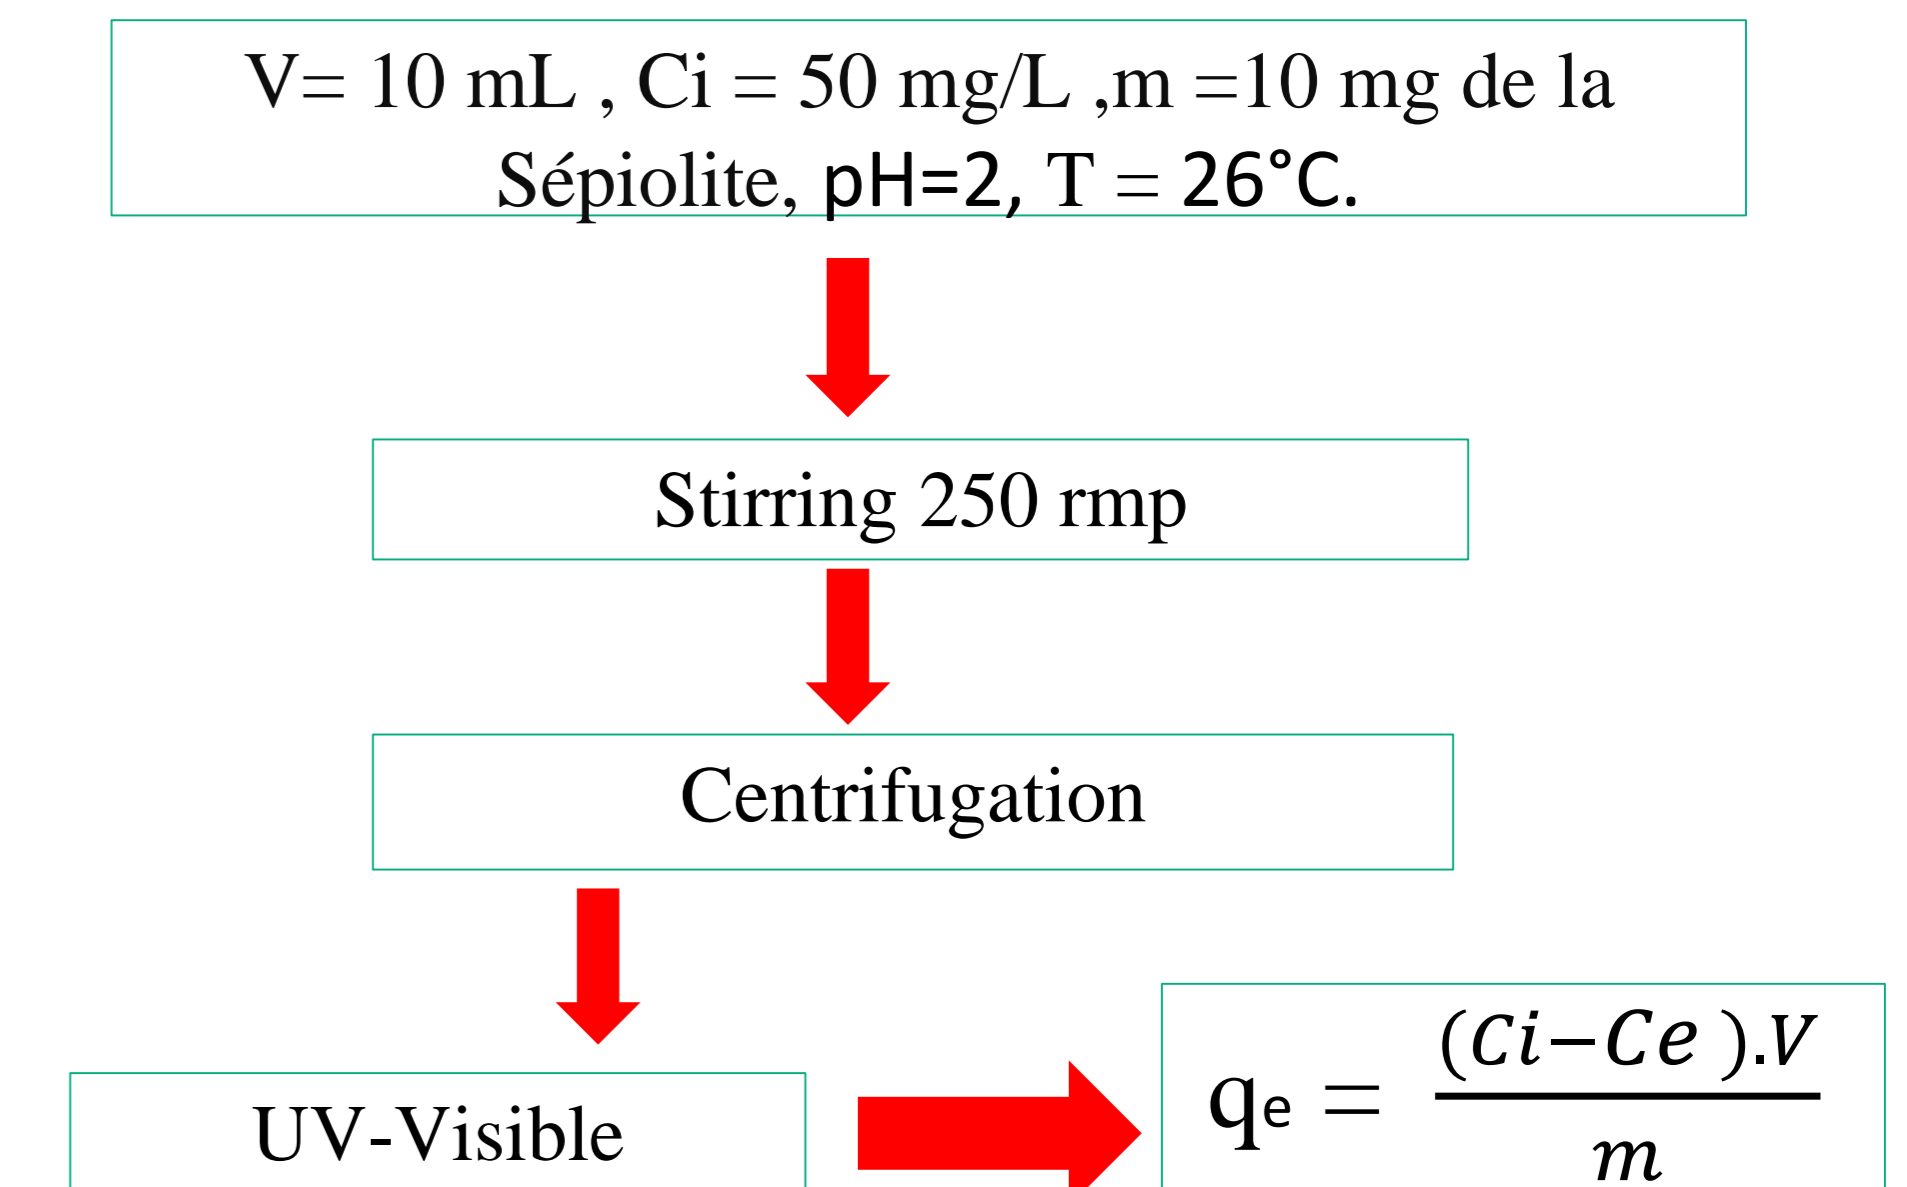 V= 10 mL , Ci = 50 mg/L ,m =10 mg de la
Sépiolite, pH=2, T = 26°C.
Stirring 250 rmp
Centrifugation
UV-Visible
qe = (Ci−Ce ).V
m